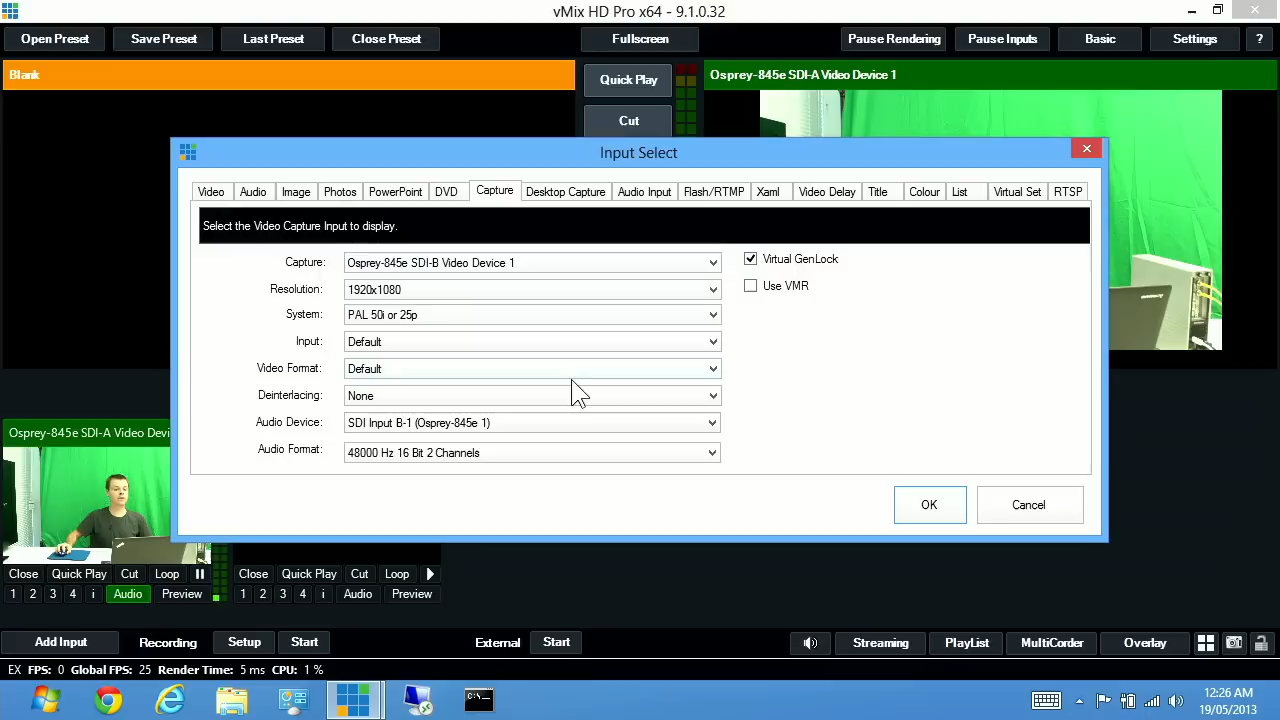 vMix HD Pro x64 - 9.1.0.32
Open Preset Save Preset Last Preset Close Preset Fullscreen Pause Rendering Pause Inputs Basic Settings ?
Blank
Quick Play
Cut
Osprey-845e SDI-A Video Device 1
Input Select
Video Audio Image Photos PowerPoint DVD Capture Desktop Capture Audio Input Flash/RTMP Xaml Video Delay Title Colour List Virtual Set RTSP
Select the Video Capture Input to display.
Capture: Osprey-845e SDI-B Video Device 1
Virtual GenLock
Resolution: 1920x1080
Use VMR
System: PAL 50i or 25p
Input: Default
Video Format: Default
Deinterlacing: None
Audio Device: SDI Input B-1 (Osprey-845e 1)
Audio Format: 48000 Hz 16 Bit 2 Channels
OK Cancel
Osprey-845e SDI-A Video Devi
Close Quick Play Cut Loop Close Quick Play Cut Loop
1 2 3 4 i Audio Preview 1 2 3 4 i Audio Preview
Add Input Recording Setup Start External Start Streaming PlayList MultiCorder Overlay
EX FPS: 0 Global FPS: 25 Render Time: 5 ms CPU: 1 %
12:26 AM
19/05/2013